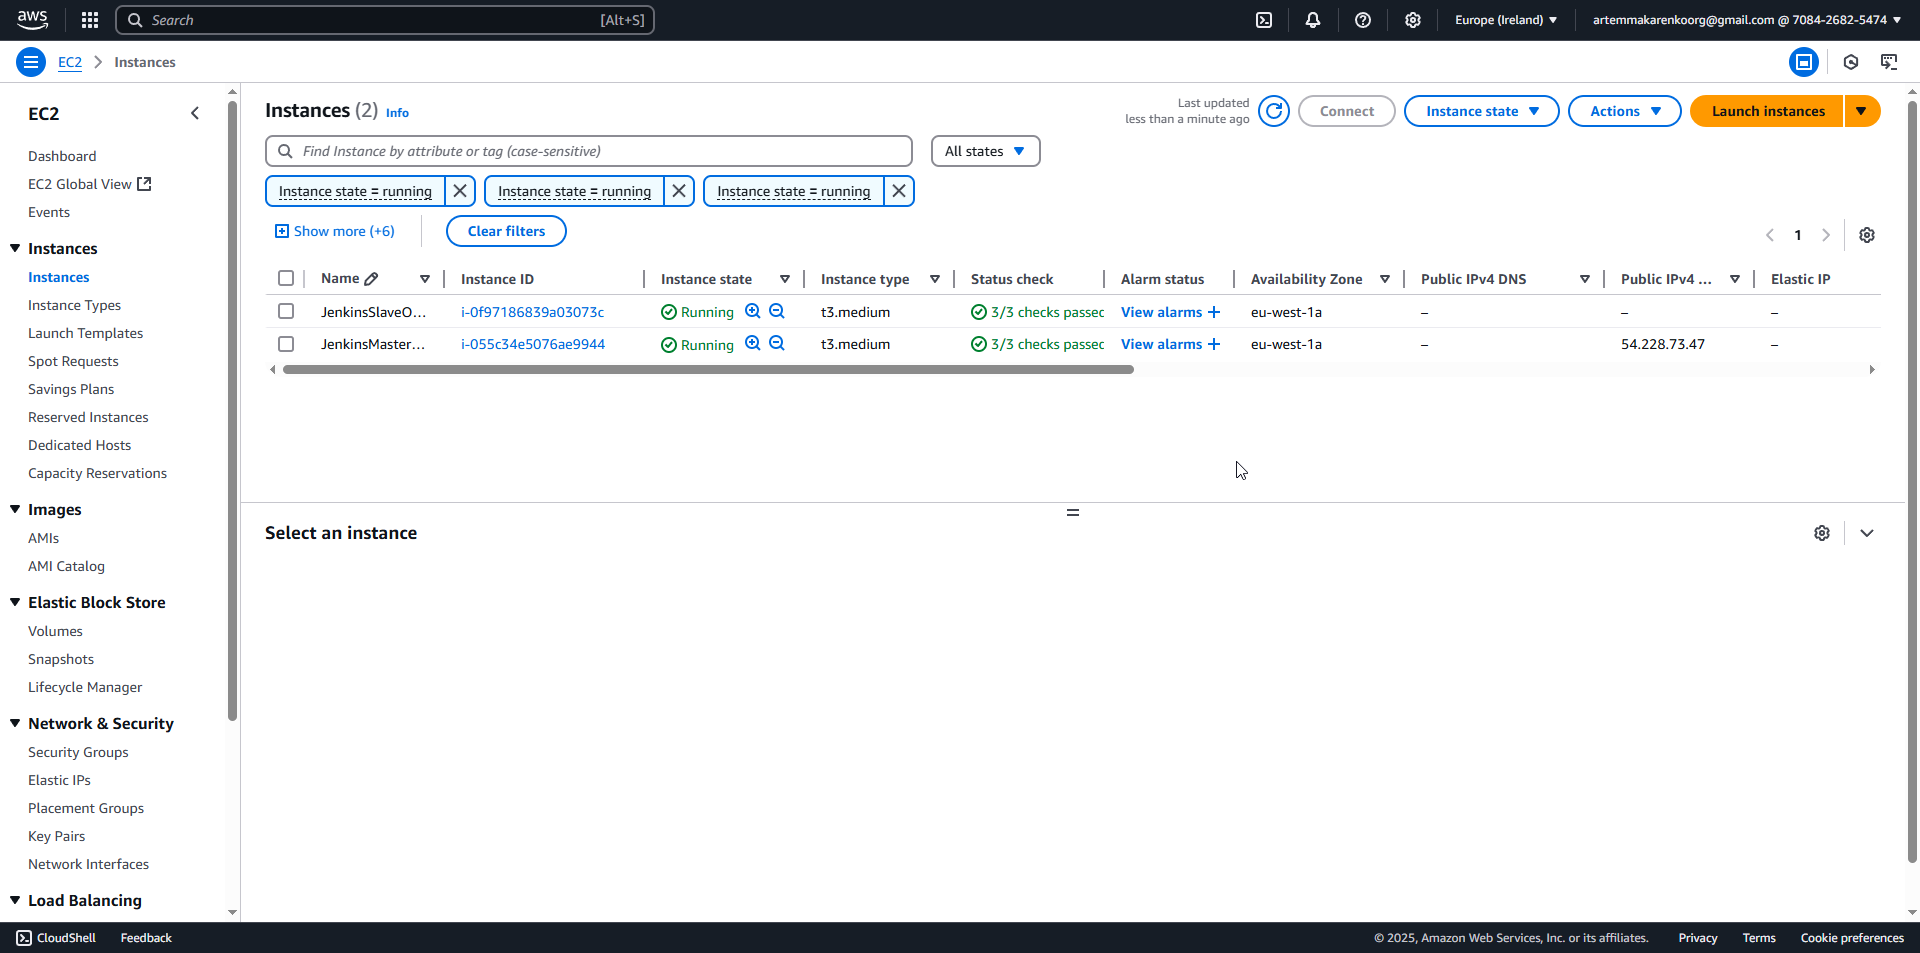 aws
Search [Alt+S]
Europe (Ireland)
artemmakarenkoorg@gmail.com @ 7084-2682-5474
EC2 Instances
EC2
Dashboard
EC2 Global View
Events
Instances
Instances
Instance Types
Launch Templates
Spot Requests
Savings Plans
Reserved Instances
Dedicated Hosts
Capacity Reservations
Images
AMIs
AMI Catalog
Elastic Block Store
Volumes
Snapshots
Lifecycle Manager
Network & Security
Security Groups
Elastic IPs
Placement Groups
Key Pairs
Network Interfaces
Load Balancing
Instances (2) Info
Last updated
less than a minute ago
Connect
Instance state
Actions
Launch instances
Find Instance by attribute or tag (case-sensitive)
All states
Instance state = running
Instance state = running
Instance state = running
Show more (+6)
Clear filters
1
Name Instance ID Instance state Instance type Status check Alarm status Availability Zone Public IPv4 DNS Public IPv4 ... Elastic IP
JenkinsSlaveO... i-0f97186839a03073c Running t3.medium 3/3 checks passec View alarms + eu-west-1a – – –
JenkinsMaster... i-055c34e5076ae9944 Running t3.medium 3/3 checks passec View alarms + eu-west-1a – 54.228.73.47 –
Select an instance
CloudShell
Feedback
© 2025, Amazon Web Services, Inc. or its affiliates.
Privacy
Terms
Cookie preferences